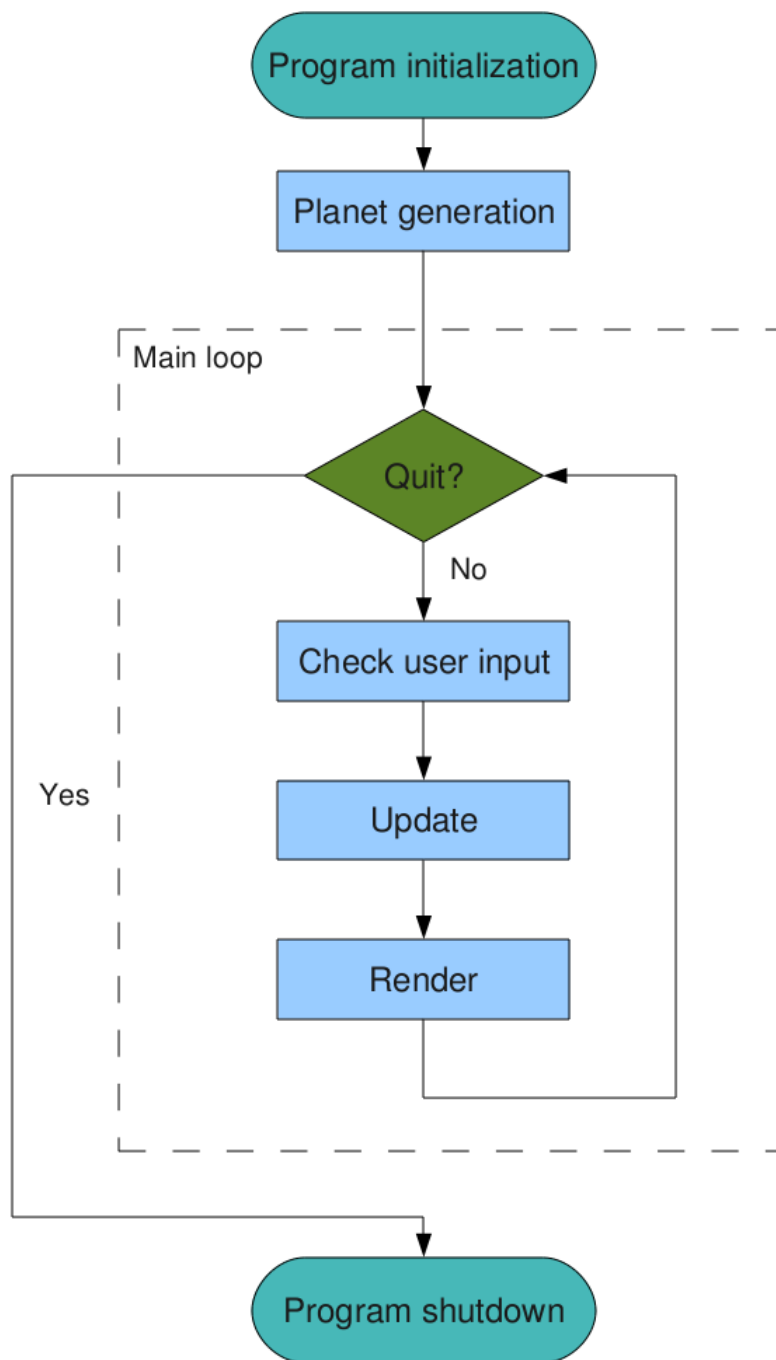 Program initialization
Planet generation
Main loop
Quit?
No
Check user input
Yes
Update
Render
Program shutdown